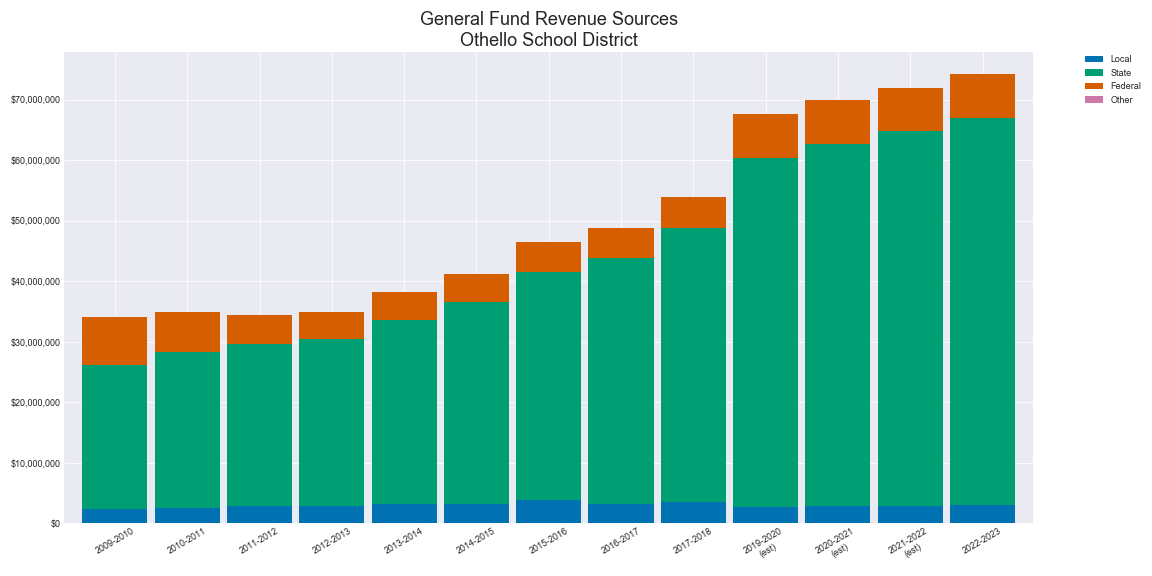 General Fund Revenue Sources
Othello School District
Local
State
Federal
Other
$70,000,000
$60,000,000
$50,000,000
$40,000,000
$30,000,000
$20,000,000
$10,000,000
$0
2009-2010
2010-2011
2011-2012
2012-2013
2013-2014
2014-2015
2015-2016
2016-2017
2017-2018
2019-2020
(est)
2020-2021
(est)
2021-2022
(est)
2022-2023